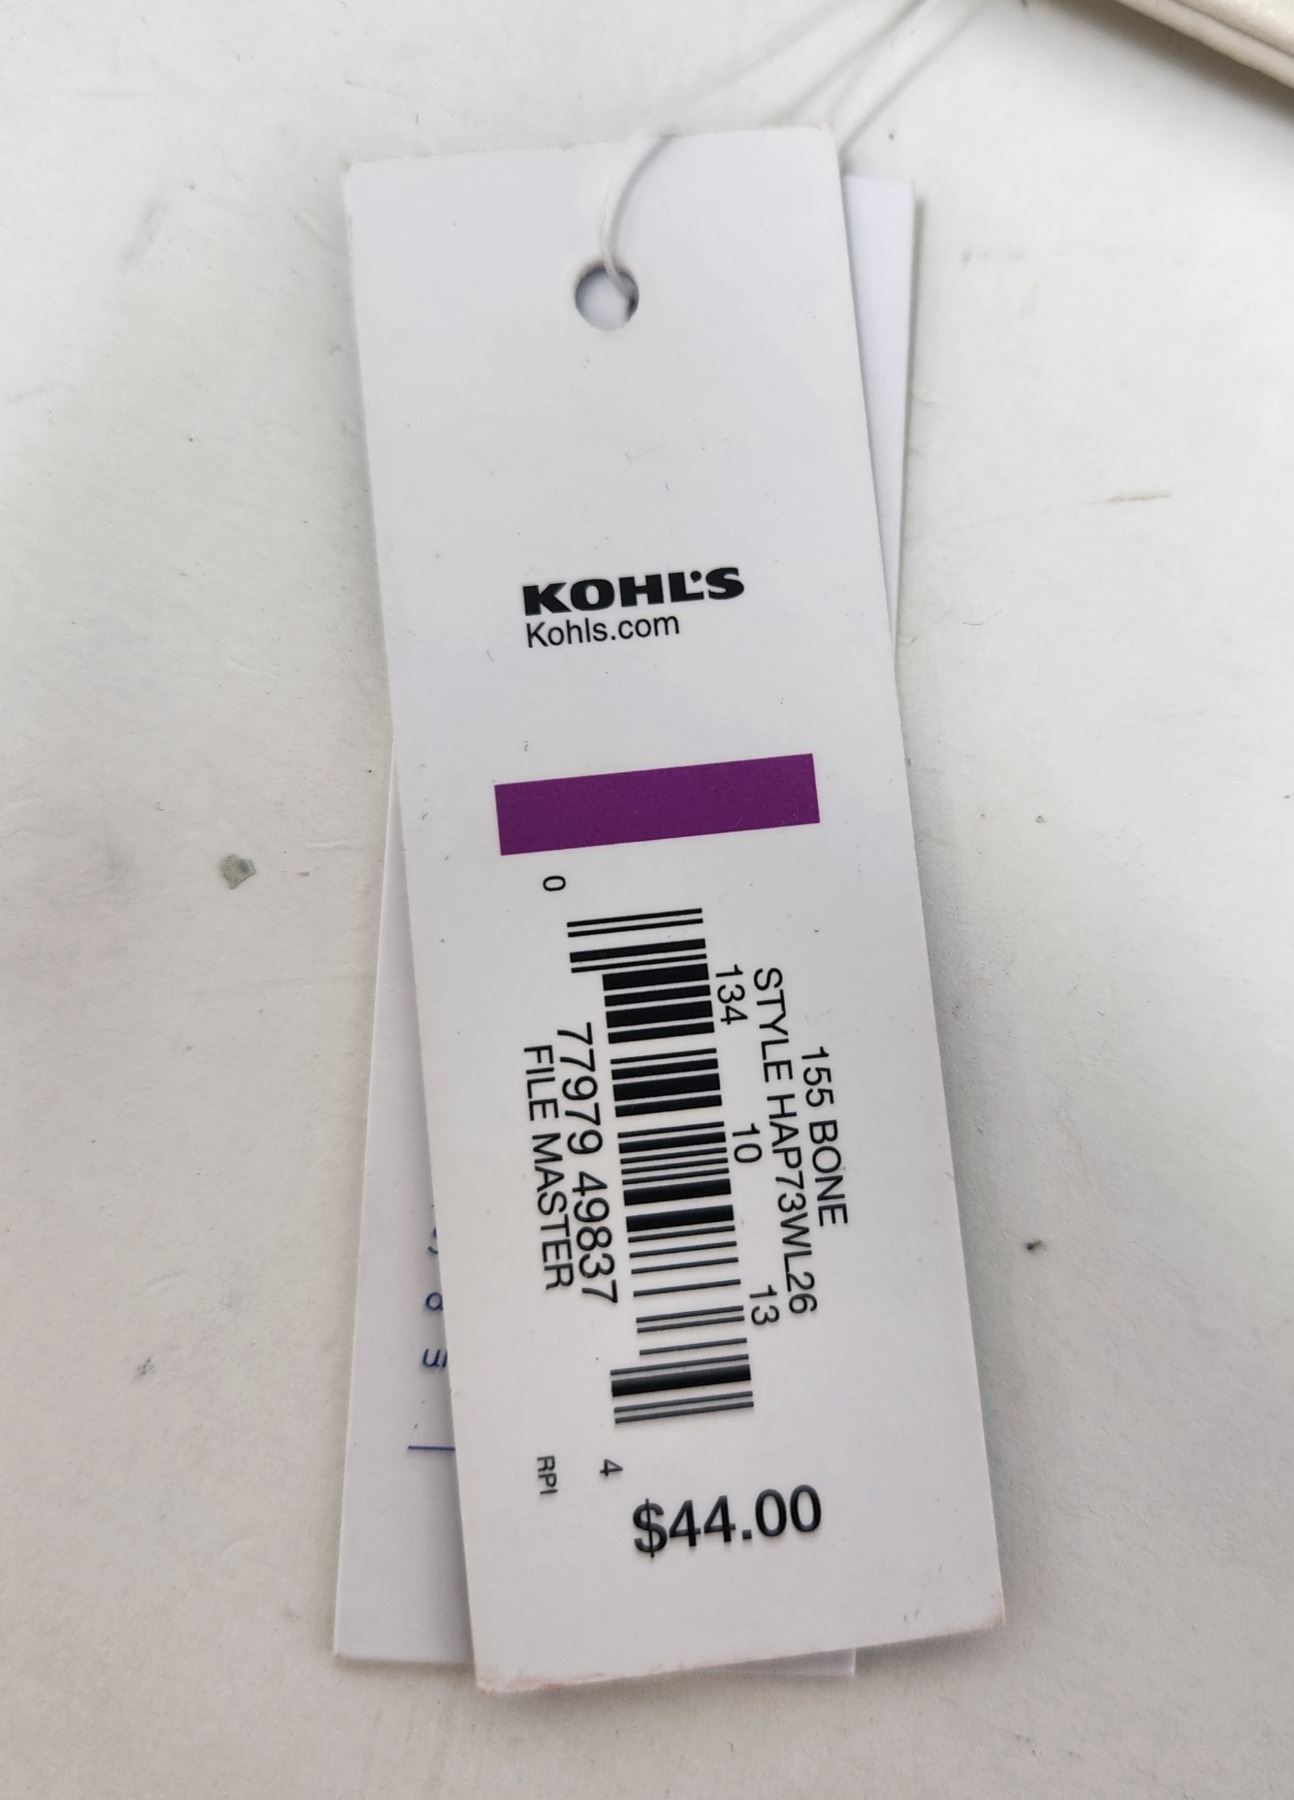 KOHL'S
Kohls.com
155 BONE
STYLE HAP73WL26
134 10 13
0 77979 49837 4
FILE MASTER
RPI
$44.00